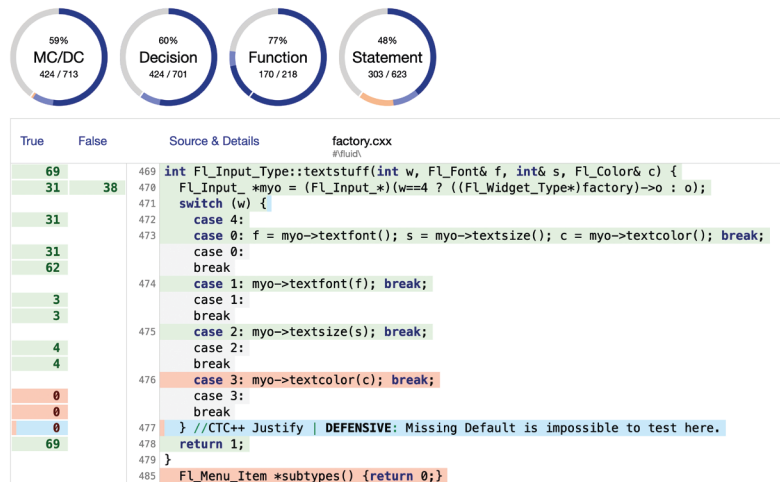 59%
MC/DC
424 / 713
60%
Decision
424 / 701
77%
Function
170 / 218
48%
Statement
303 / 623
True False Source & Details factory.cxx
#\fluid\
69 469 int Fl_Input_Type::textstuff(int w, Fl_Font& f, int& s, Fl_Color& c) {
31 38 470 Fl_Input_ *myo = (Fl_Input_*)(w==4 ? ((Fl_Widget_Type*)factory)->o : o);
471 switch (w) {
31 472 case 4:
473 case 0: f = myo->textfont(); s = myo->textsize(); c = myo->textcolor(); break;
31 case 0:
62 break
474 case 1: myo->textfont(f); break;
3 case 1:
3 break
475 case 2: myo->textsize(s); break;
4 case 2:
4 break
476 case 3: myo->textcolor(c); break;
0 case 3:
0 break
0 477 } //CTC++ Justify | DEFENSIVE: Missing Default is impossible to test here.
69 478 return 1;
479 }
485 Fl_Menu_Item *subtypes() {return 0;}